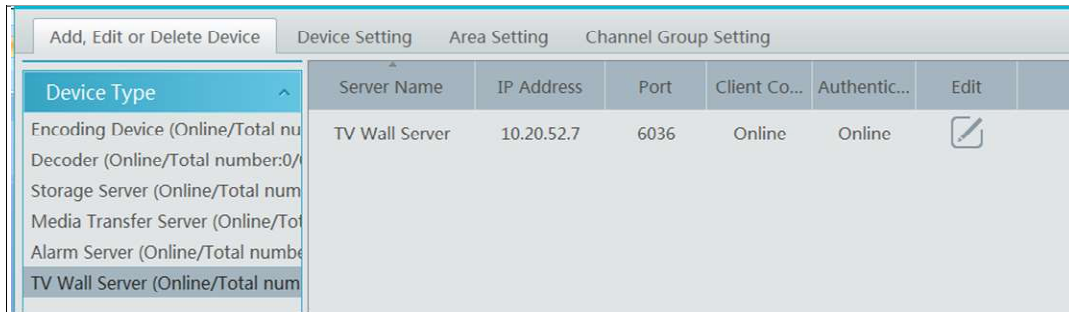 Add, Edit or Delete Device Device Setting Area Setting Channel Group Setting
Device Type Server Name IP Address Port Client Co... Authentic... Edit
Encoding Device (Online/Total nu
TV Wall Server 10.20.52.7 6036 Online Online
Decoder (Online/Total number:0/
Storage Server (Online/Total num
Media Transfer Server (Online/Tot
Alarm Server (Online/Total numbe
TV Wall Server (Online/Total num